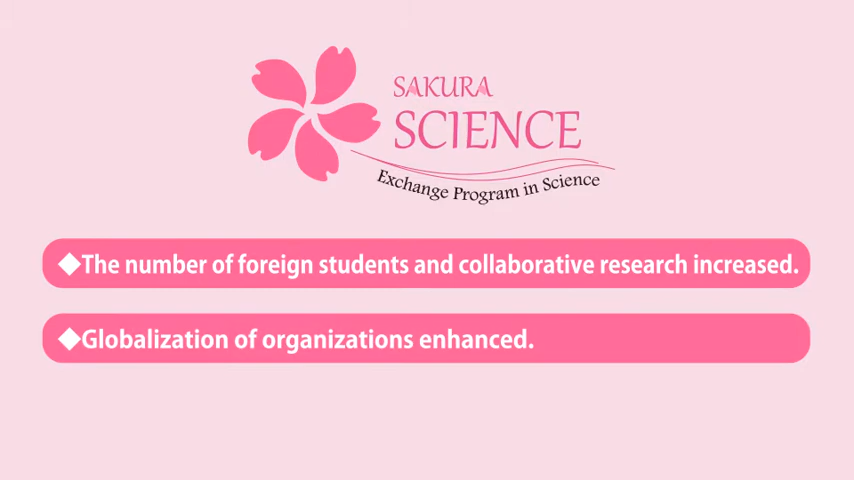 SAKURA
SCIENCE
Exchange Program in Science
◆The number of foreign students and collaborative research increased.
◆Globalization of organizations enhanced.